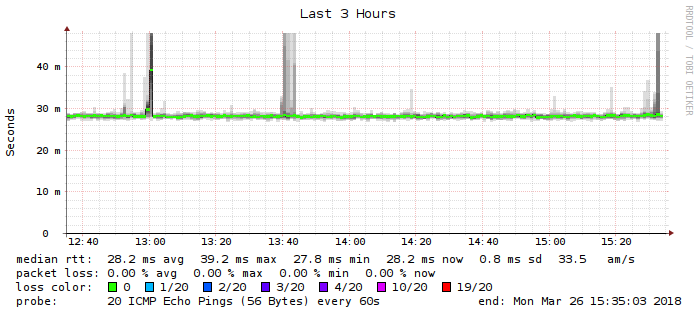 Last 3 Hours
RRDTOOL / TOBI OETIKER
Seconds
40 m
30 m
20 m
10 m
0
12:40 13:00 13:20 13:40 14:00 14:20 14:40 15:00 15:20
median rtt: 28.2 ms avg 39.2 ms max 27.8 ms min 28.2 ms now 0.8 ms sd 33.5 am/s
packet loss: 0.00 % avg 0.00 % max 0.00 % min 0.00 % now
loss color: 0 1/20 2/20 3/20 4/20 10/20 19/20
probe: 20 ICMP Echo Pings (56 Bytes) every 60s end: Mon Mar 26 15:35:03 2018